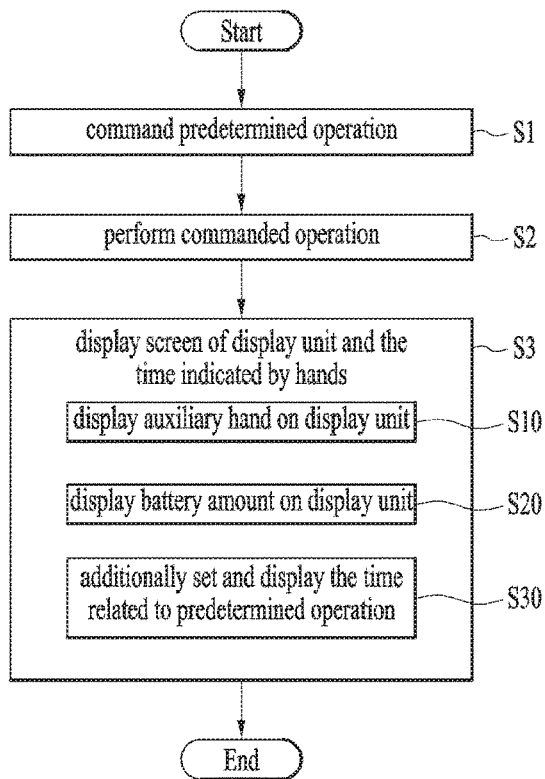 Start
command predetermined operation
S1
perform commanded operation
S2
display screen of display unit and the
time indicated by hands
S3
display auxiliary hand on display unit
S10
display battery amount on display unit
S20
additionally set and display the time
related to predetermined operation
S30
End